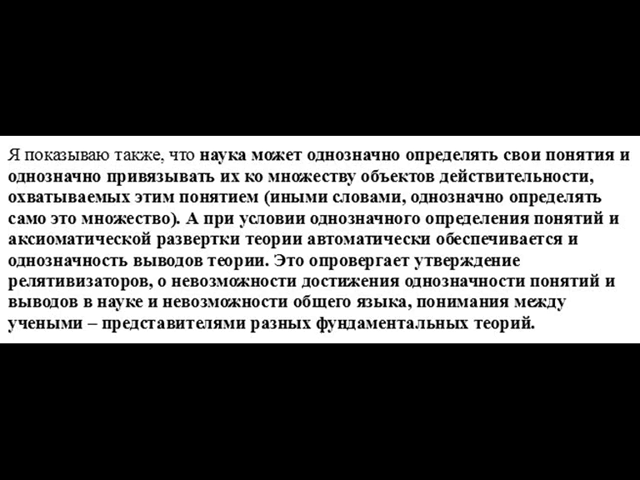 Я показываю также, что наука может однозначно определять свои понятия и
однозначно привязывать их ко множеству объектов действительности,
охватываемых этим понятием (иными словами, однозначно определять
само это множество). А при условии однозначного определения понятий и
аксиоматической развертки теории автоматически обеспечивается и
однозначность выводов теории. Это опровергает утверждение
релятивизаторов, о невозможности достижения однозначности понятий и
выводов в науке и невозможности общего языка, понимания между
учеными – представителями разных фундаментальных теорий.